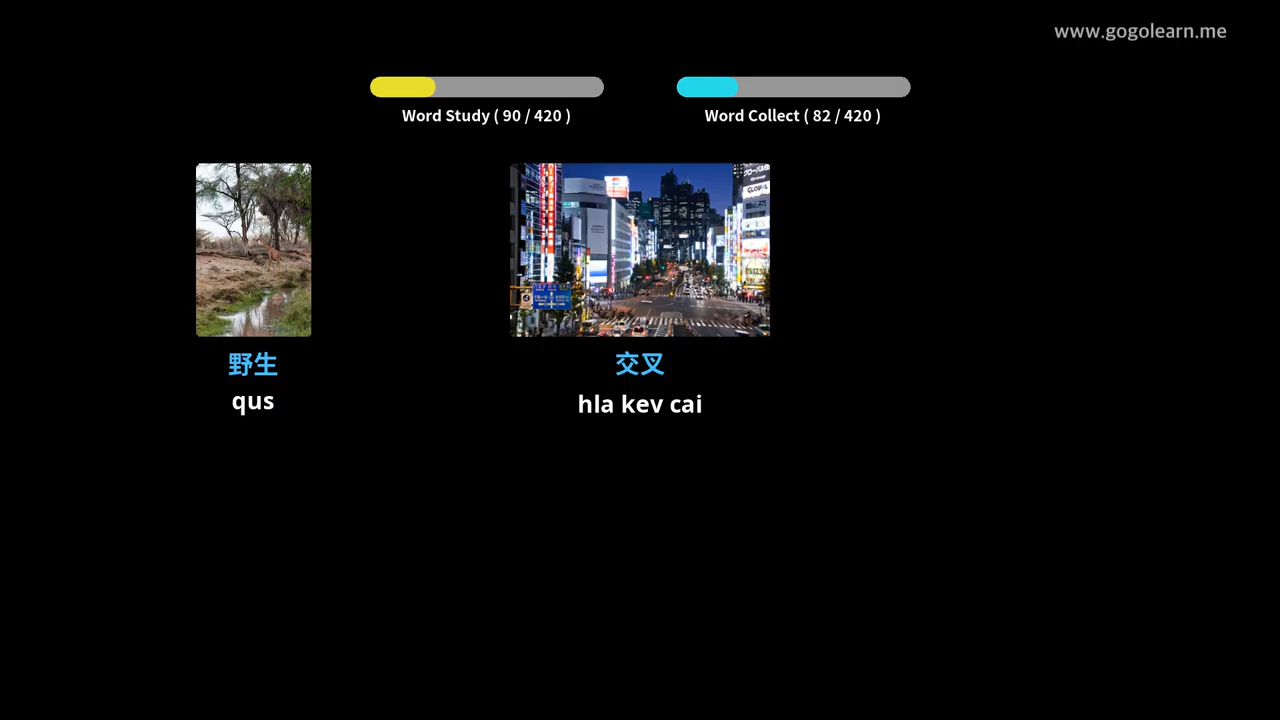 www.gogolearn.me
Word Study ( 90 / 420 )
Word Collect ( 82 / 420 )
野生
qus
交叉
hla kev cai